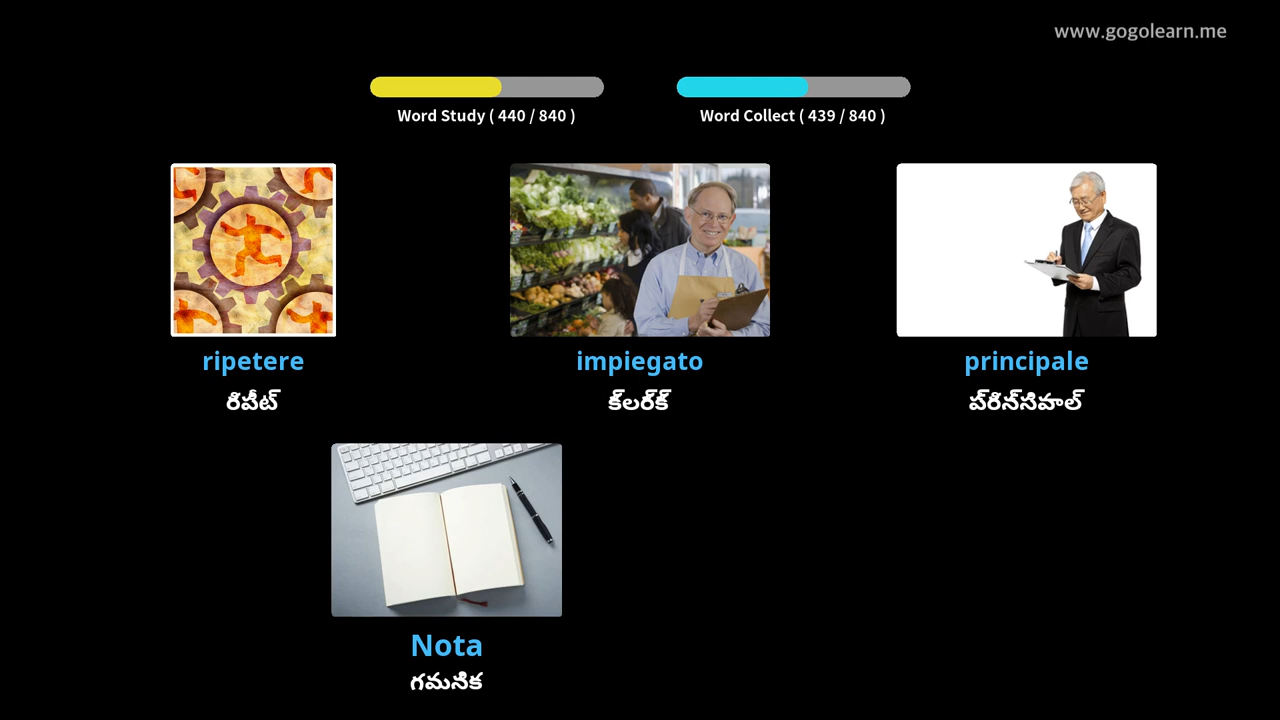 www.gogolearn.me
Word Study ( 440 / 840 )
Word Collect ( 439 / 840 )
ripetere
impiegato
principale
రిపీట్
క్లర్క్
ప్రిన్సిపాల్
Nota
గమనిక